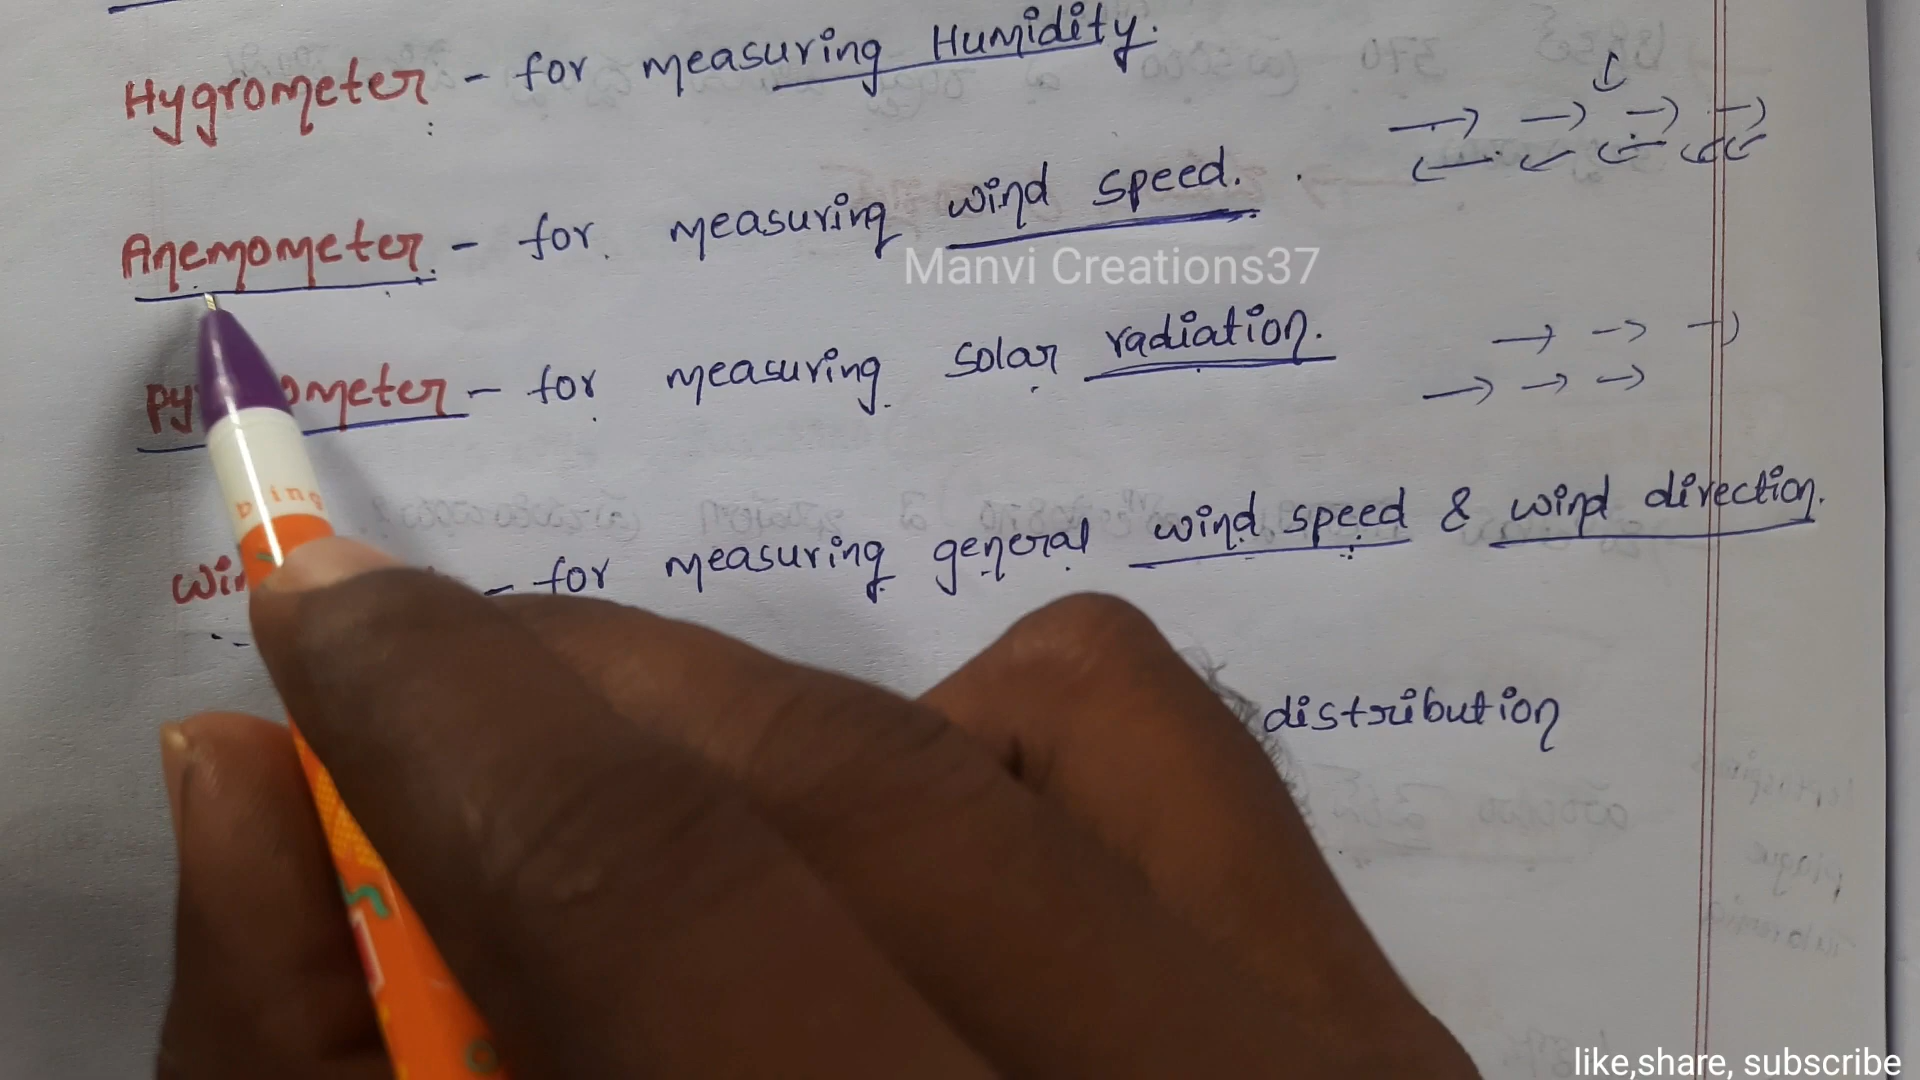 Hygrometer - for measuring Humidity.
Anemometer - for measuring wind speed.
Manvi Creations37
ometer - for measuring solar radiation.
- for measuring general wind speed & wind direction.
distribution
like,share, subscribe